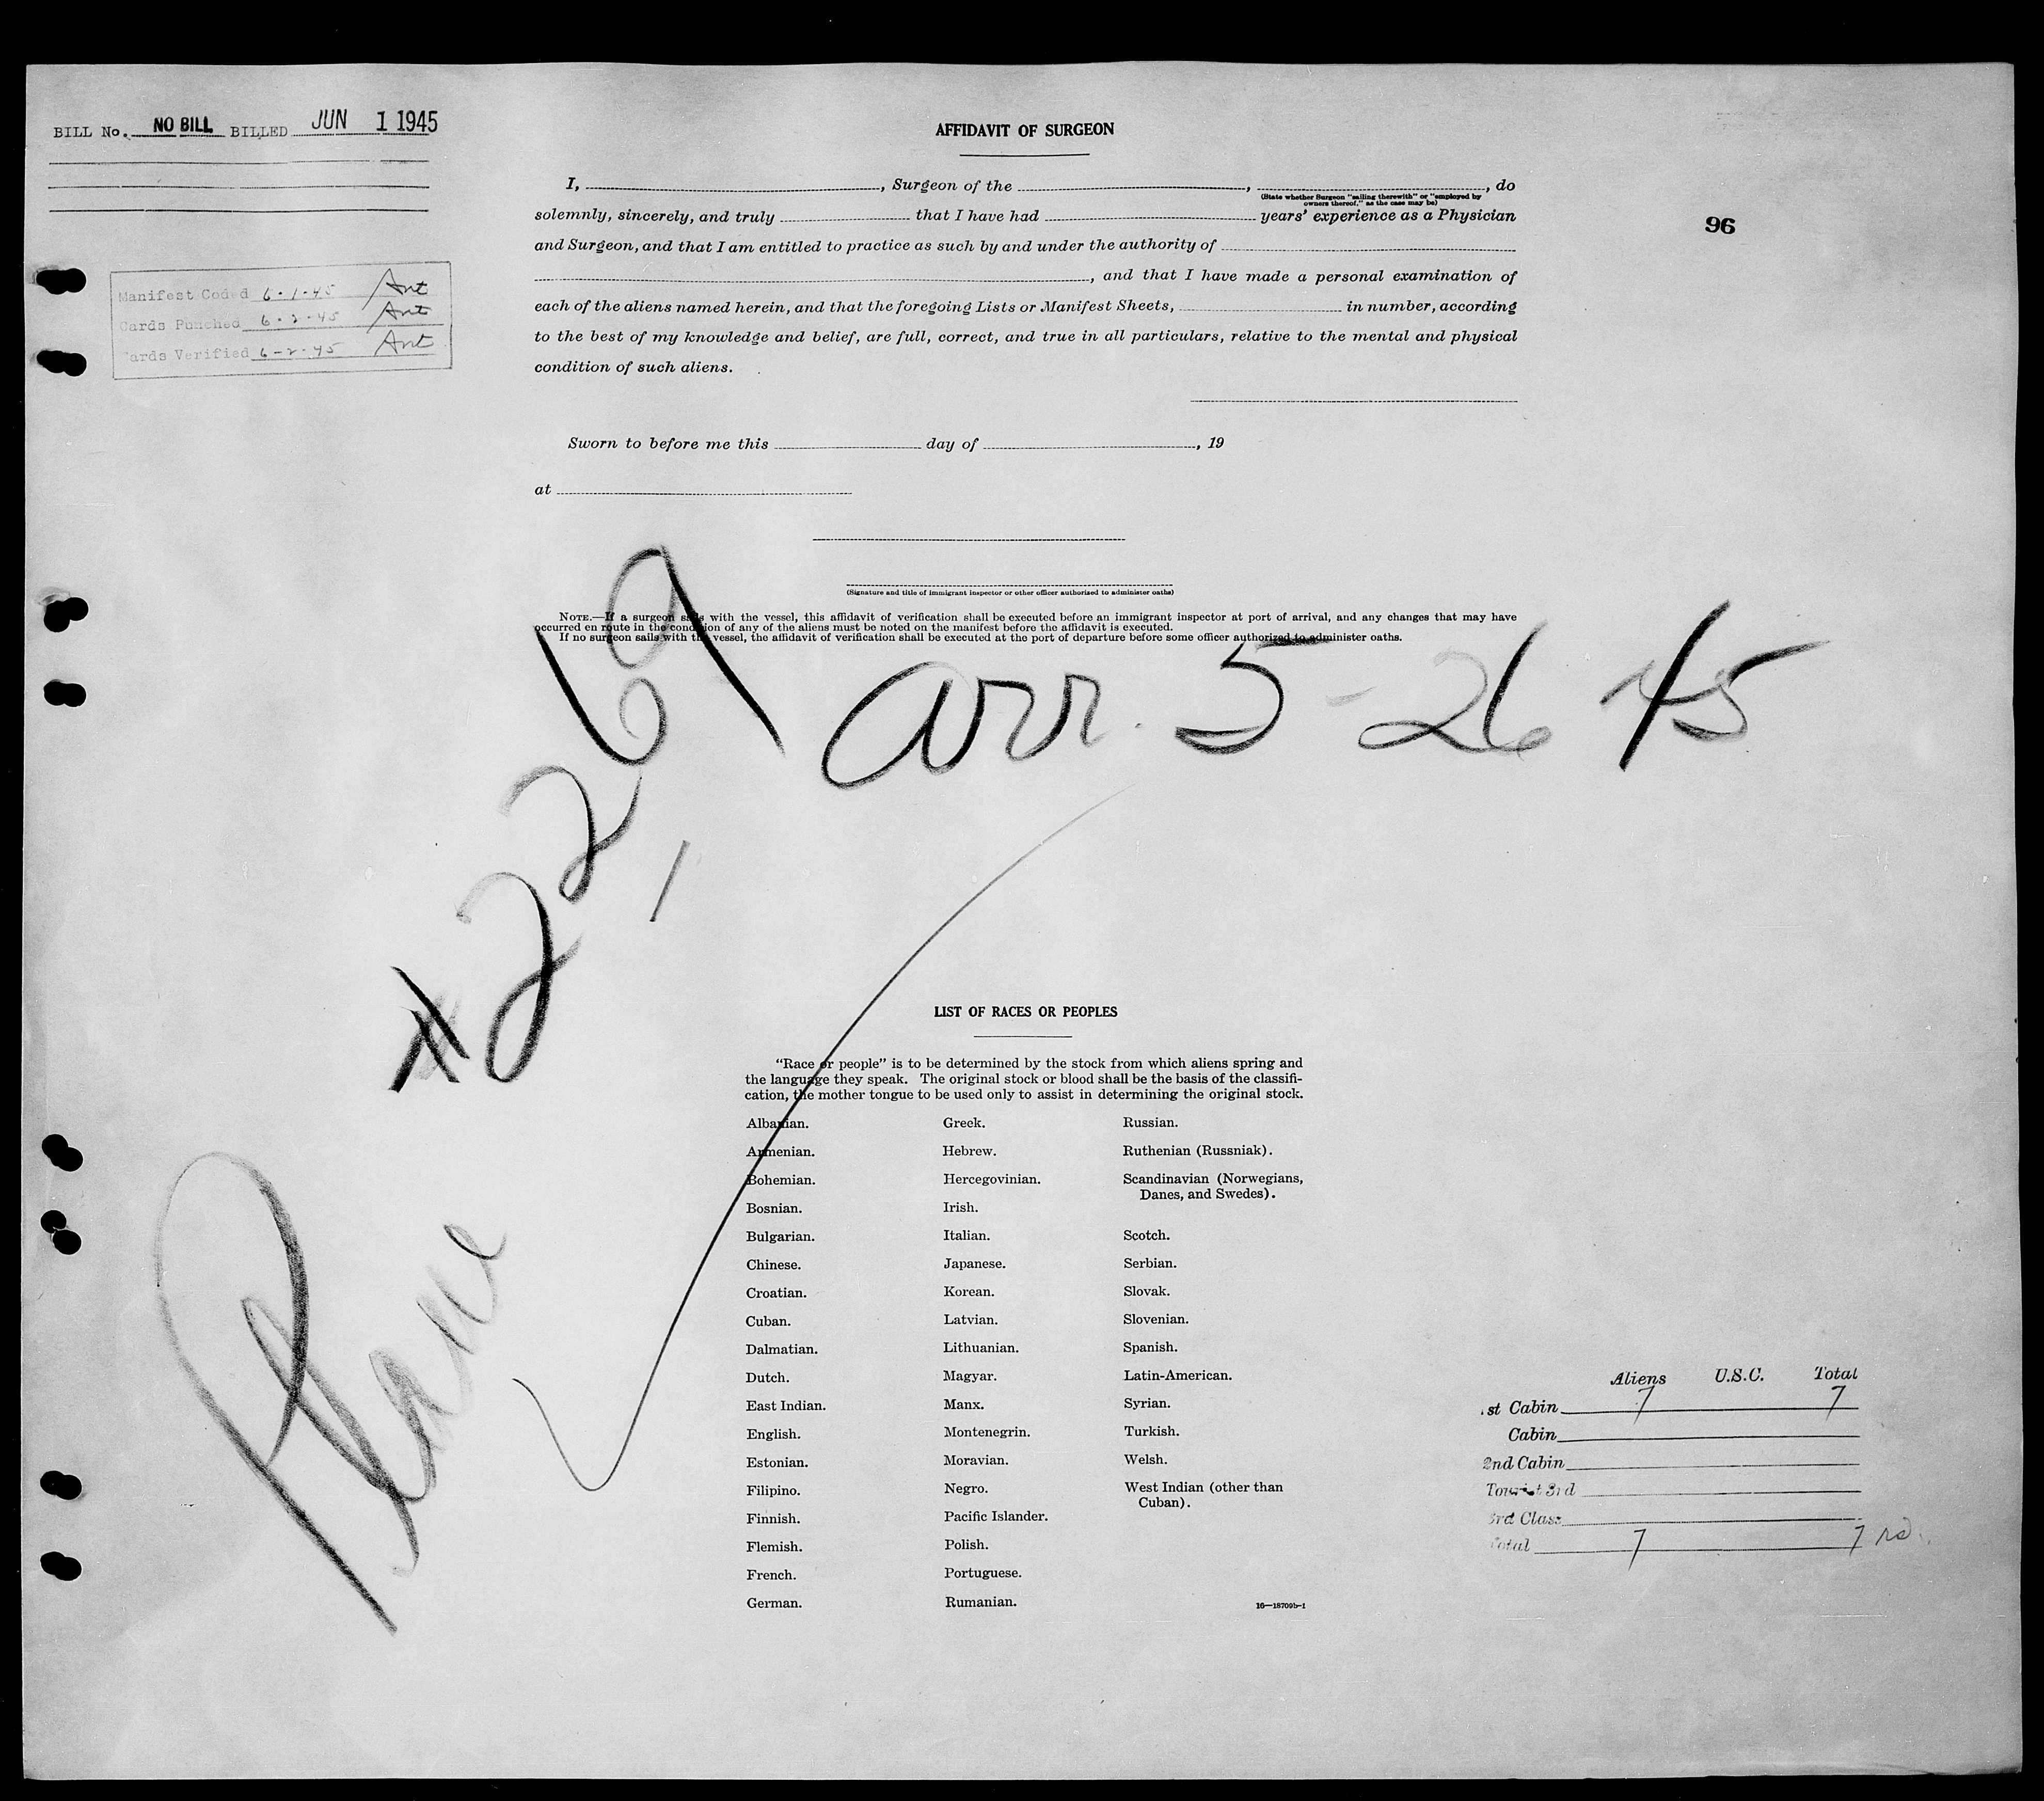 BILL No. NO BILL BILLED JUN 1 1945
Manifest Coded 6-1-45 Ant
Cards Punched 6-2-45 Ant
Cards Verified 6-2-45 Ant
AFFIDAVIT OF SURGEON
96
I, , Surgeon of the , , do
(State whether Surgeon "sailing therewith" or "employed by
owners thereof," as the case may be)
solemnly, sincerely, and truly that I have had years' experience as a Physician
and Surgeon, and that I am entitled to practice as such by and under the authority of
, and that I have made a personal examination of
each of the aliens named herein, and that the foregoing Lists or Manifest Sheets, in number, according
to the best of my knowledge and belief, are full, correct, and true in all particulars, relative to the mental and physical
condition of such aliens.
Sworn to before me this day of , 19
at
(Signature and title of immigrant inspector or other officer authorized to administer oaths)
NOTE.—If a surgeon sails with the vessel, this affidavit of verification shall be executed before an immigrant inspector at port of arrival, and any changes that may have
occurred en route in the condition of any of the aliens must be noted on the manifest before the affidavit is executed.
If no surgeon sails with the vessel, the affidavit of verification shall be executed at the port of departure before some officer authorized to administer oaths.
Plane #2269
arr. 5-26 45
LIST OF RACES OR PEOPLES
"Race or people" is to be determined by the stock from which aliens spring and
the language they speak. The original stock or blood shall be the basis of the classifi-
cation, the mother tongue to be used only to assist in determining the original stock.
Albanian.
Armenian.
Bohemian.
Bosnian.
Bulgarian.
Chinese.
Croatian.
Cuban.
Dalmatian.
Dutch.
East Indian.
English.
Estonian.
Filipino.
Finnish.
Flemish.
French.
German.
Greek.
Hebrew.
Hercegovinian.
Irish.
Italian.
Japanese.
Korean.
Latvian.
Lithuanian.
Magyar.
Manx.
Montenegrin.
Moravian.
Negro.
Pacific Islander.
Polish.
Portuguese.
Rumanian.
Russian.
Ruthenian (Russniak).
Scandinavian (Norwegians,
Danes, and Swedes).
Scotch.
Serbian.
Slovak.
Slovenian.
Spanish.
Latin-American.
Syrian.
Turkish.
Welsh.
West Indian (other than
Cuban).
16—18709b-1
Aliens U.S.C. Total
1st Cabin 7 7
Cabin
2nd Cabin
Tourist 3rd
3rd Class
Total 7 7